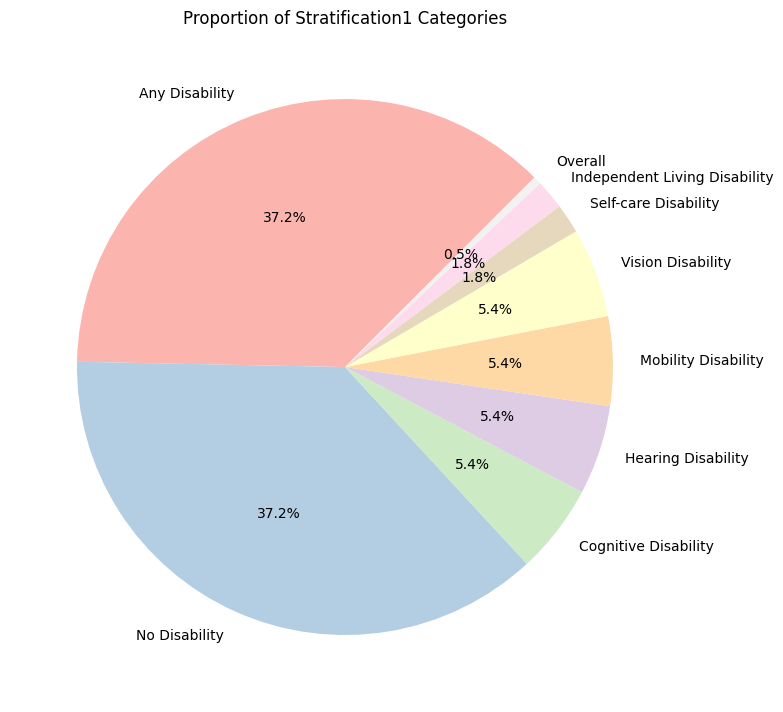 Proportion of Stratification1 Categories
Any Disability
Overall
Independent Living Disability
Self-care Disability
37.2%
0.5%
1.8%
1.8%
Vision Disability
5.4%
Mobility Disability
5.4%
5.4%
Hearing Disability
5.4%
37.2%
Cognitive Disability
No Disability